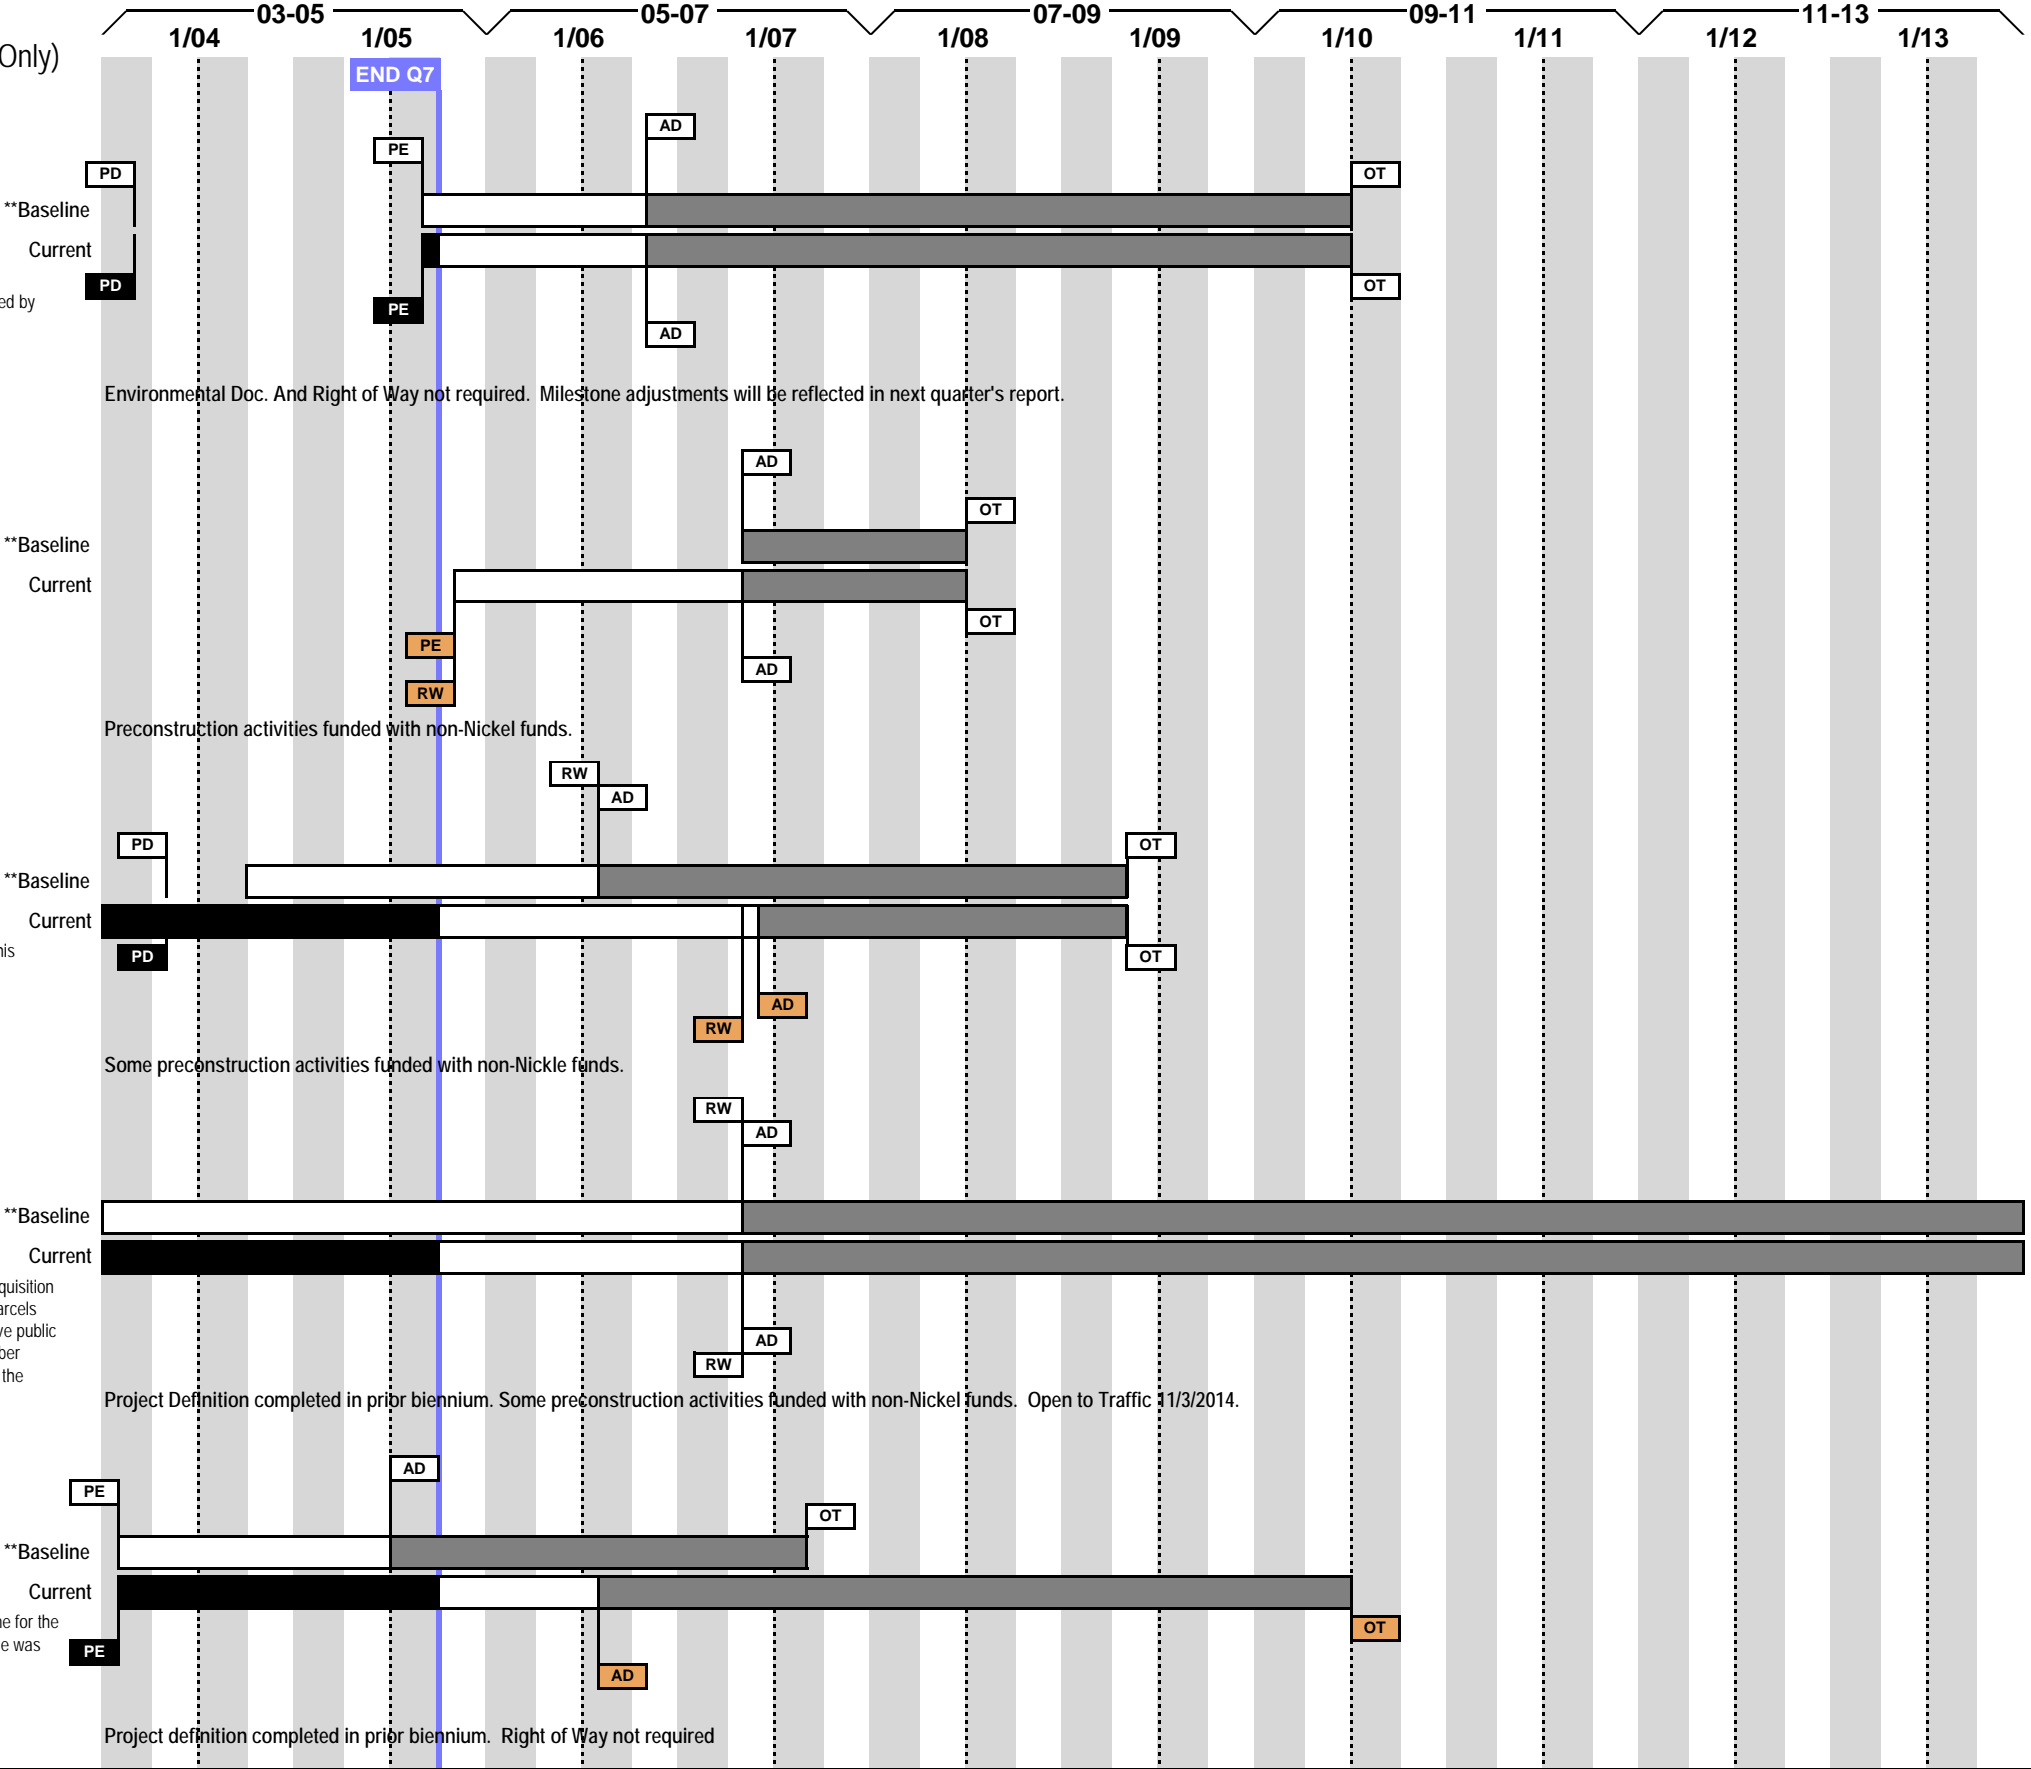 03-05 05-07 07-09 09-11 11-13
1/04 1/05 1/06 1/07 1/08 1/09 1/10 1/11 1/12 1/13
Only)
END Q7
AD
PE
PD OT
**Baseline
Current
PD OT
ed by
PE
AD
Environmental Doc. And Right of Way not required. Milestone adjustments will be reflected in next quarter's report.
AD
OT
**Baseline
Current
OT
PE
AD
RW
Preconstruction activities funded with non-Nickel funds.
RW
AD
PD OT
**Baseline
Current
his
PD OT
AD
RW
Some preconstruction activities funded with non-Nickle funds.
RW
AD
**Baseline
Current
quisition
arcels
ve public
ber
the
AD
RW
Project Definition completed in prior biennium. Some preconstruction activities funded with non-Nickel funds. Open to Traffic 11/3/2014.
AD
PE
OT
**Baseline
Current
ne for the
e was
OT
PE
AD
Project definition completed in prior biennium. Right of Way not required